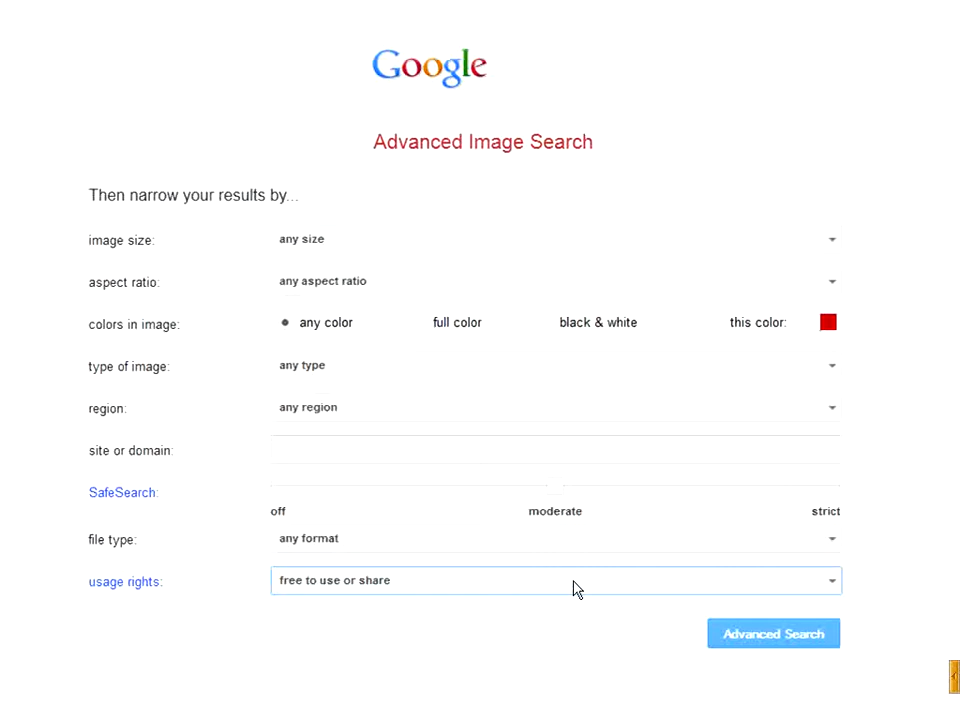 Google
Advanced Image Search
Then narrow your results by...
image size: any size
aspect ratio: any aspect ratio
colors in image: any color full color black & white this color:
type of image: any type
region: any region
site or domain:
SafeSearch:
off moderate strict
file type: any format
usage rights: free to use or share
Advanced Search